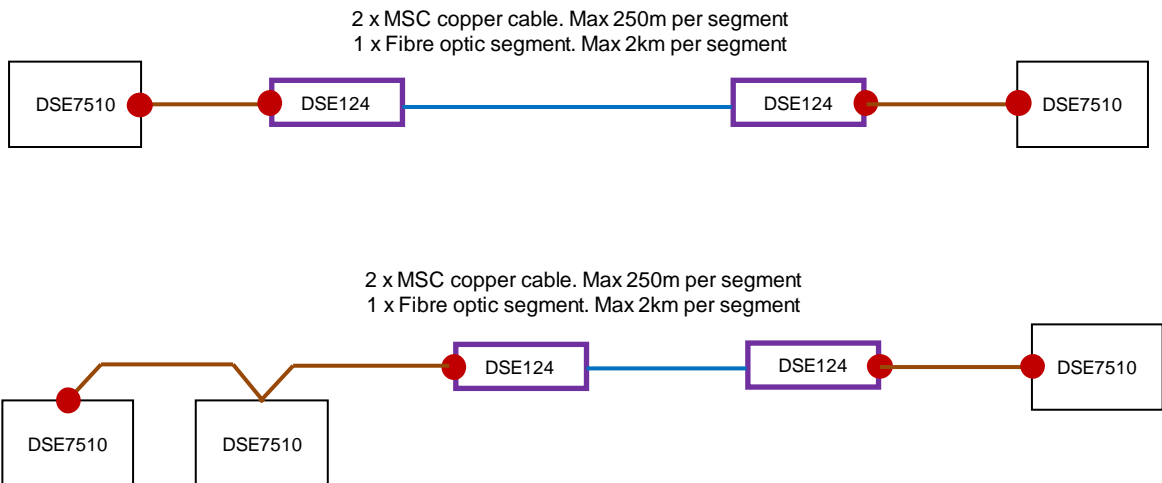 2 x MSC copper cable. Max 250m per segment
1 x Fibre optic segment. Max 2km per segment
DSE7510
DSE124
DSE124
DSE7510
2 x MSC copper cable. Max 250m per segment
1 x Fibre optic segment. Max 2km per segment
DSE124
DSE124
DSE7510
DSE7510
DSE7510